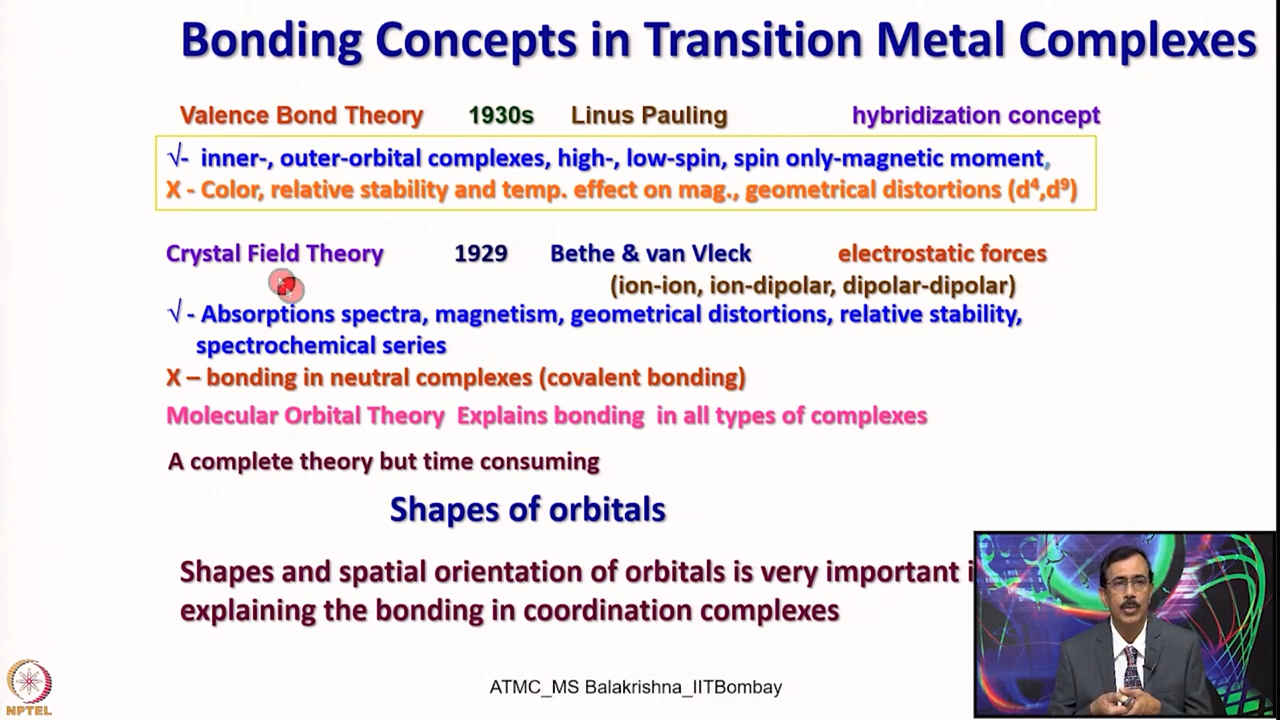 Bonding Concepts in Transition Metal Complexes
Valence Bond Theory 1930s Linus Pauling hybridization concept
√- inner-, outer-orbital complexes, high-, low-spin, spin only-magnetic moment,
X - Color, relative stability and temp. effect on mag., geometrical distortions (d⁴,d⁹)
Crystal Field Theory 1929 Bethe & van Vleck electrostatic forces
(ion-ion, ion-dipolar, dipolar-dipolar)
√ - Absorptions spectra, magnetism, geometrical distortions, relative stability,
spectrochemical series
X – bonding in neutral complexes (covalent bonding)
Molecular Orbital Theory Explains bonding in all types of complexes
A complete theory but time consuming
Shapes of orbitals
Shapes and spatial orientation of orbitals is very important
explaining the bonding in coordination complexes
ATMC_MS Balakrishna_IITBombay
NPTEL